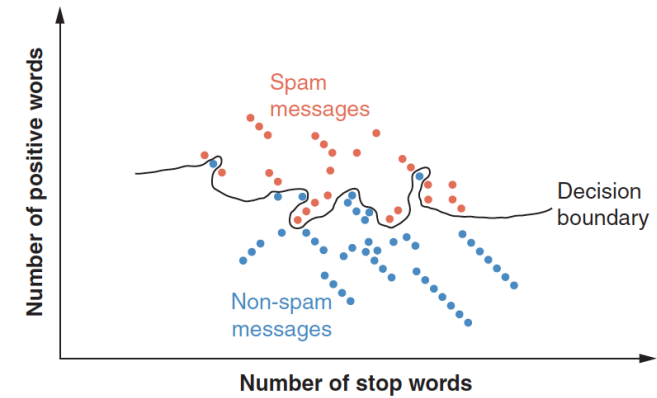 Spam
messages
Number of positive words
Decision
boundary
Non-spam
messages
Number of stop words